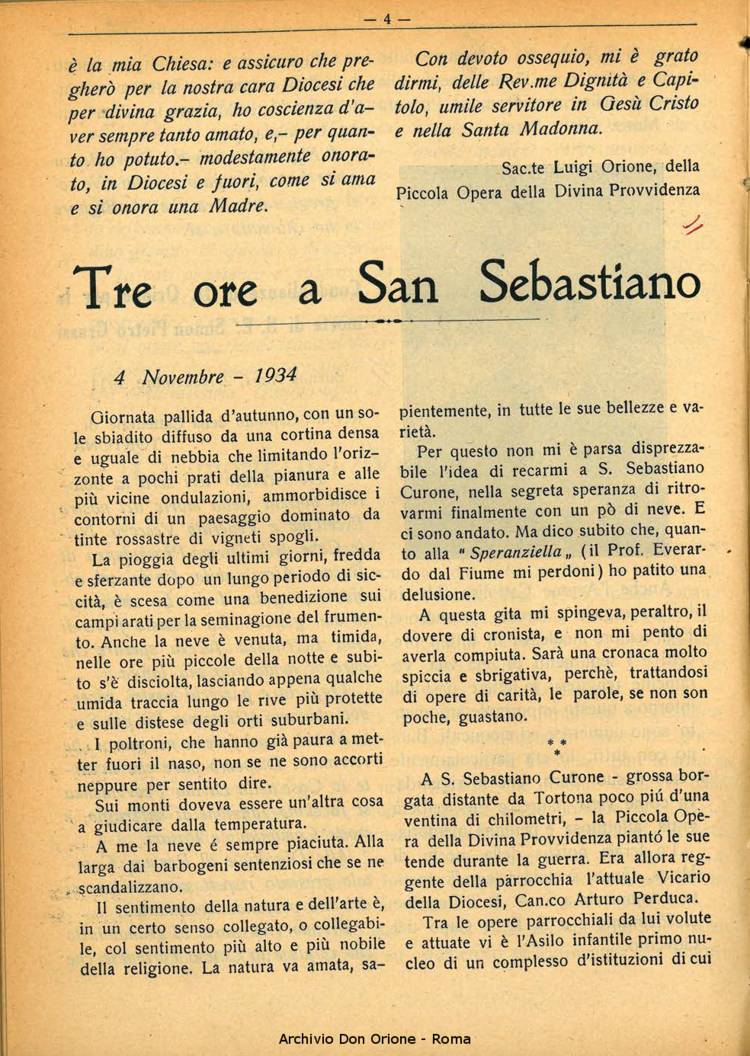 — 4 —
è la mia Chiesa: e assicuro che pre-
gherò per la nostra cara Diocesi che
per divina grazia, ho coscienza d'a-
ver sempre tanto amato, e,– per quan-
to ho potuto.– modestamente onora-
to, in Diocesi e fuori, come si ama
e si onora una Madre.
Con devoto ossequio, mi è grato
dirmi, delle Rev.me Dignità e Capi-
tolo, umile servitore in Gesù Cristo
e nella Santa Madonna.
Sac.te Luigi Orione, della
Piccola Opera della Divina Provvidenza
Tre ore a San Sebastiano
4 Novembre – 1934
Giornata pallida d'autunno, con un so-
le sbiadito diffuso da una cortina densa
e uguale di nebbia che limitando l'oriz-
zonte a pochi prati della pianura e alle
più vicine ondulazioni, ammorbidisce i
contorni di un paesaggio dominato da
tinte rossastre di vigneti spogli.
La pioggia degli ultimi giorni, fredda
e sferzante dopo un lungo periodo di sic-
cità, è scesa come una benedizione sui
campi arati per la seminagione del frumen-
to. Anche la neve è venuta, ma timida,
nelle ore più piccole della notte e subi-
to s'è disciolta, lasciando appena qualche
umida traccia lungo le rive più protette
e sulle distese degli orti suburbani.
I poltroni, che hanno già paura a met-
ter fuori il naso, non se ne sono accorti
neppure per sentito dire.
Sui monti doveva essere un'altra cosa
a giudicare dalla temperatura.
A me la neve é sempre piaciuta. Alla
larga dai barbogeni sentenziosi che se ne
scandalizzano.
Il sentimento della natura e dell'arte è,
in un certo senso collegato, o collegabi-
le, col sentimento più alto e più nobile
della religione. La natura va amata, sa-
pientemente, in tutte le sue bellezze e va-
rietà.
Per questo non mi è parsa disprezza-
bile l'idea di recarmi a S. Sebastiano
Curone, nella segreta speranza di ritro-
varmi finalmente con un pò di neve. E
ci sono andato. Ma dico subito che, quan-
to alla " Speranziella „ ( il Prof. Everar-
do dal Fiume mi perdoni ) ho patito una
delusione.
A questa gita mi spingeva, peraltro, il
dovere di cronista, e non mi pento di
averla compiuta. Sarà una cronaca molto
spiccia e sbrigativa, perchè, trattandosi
di opere di carità, le parole, se non son
poche, guastano.
* *
*
A S. Sebastiano Curone - grossa bor-
gata distante da Tortona poco piú d'una
ventina di chilometri, – la Piccola Ope-
ra della Divina Provvidenza piantó le sue
tende durante la guerra. Era allora reg-
gente della parrocchia l'attuale Vicario
della Diocesi, Can.co Arturo Perduca.
Tra le opere parrocchiali da lui volute
e attuate vi è l'Asilo infantile primo nu-
cleo di un complesso d'istituzioni di cui
Archivio Don Orione - Roma